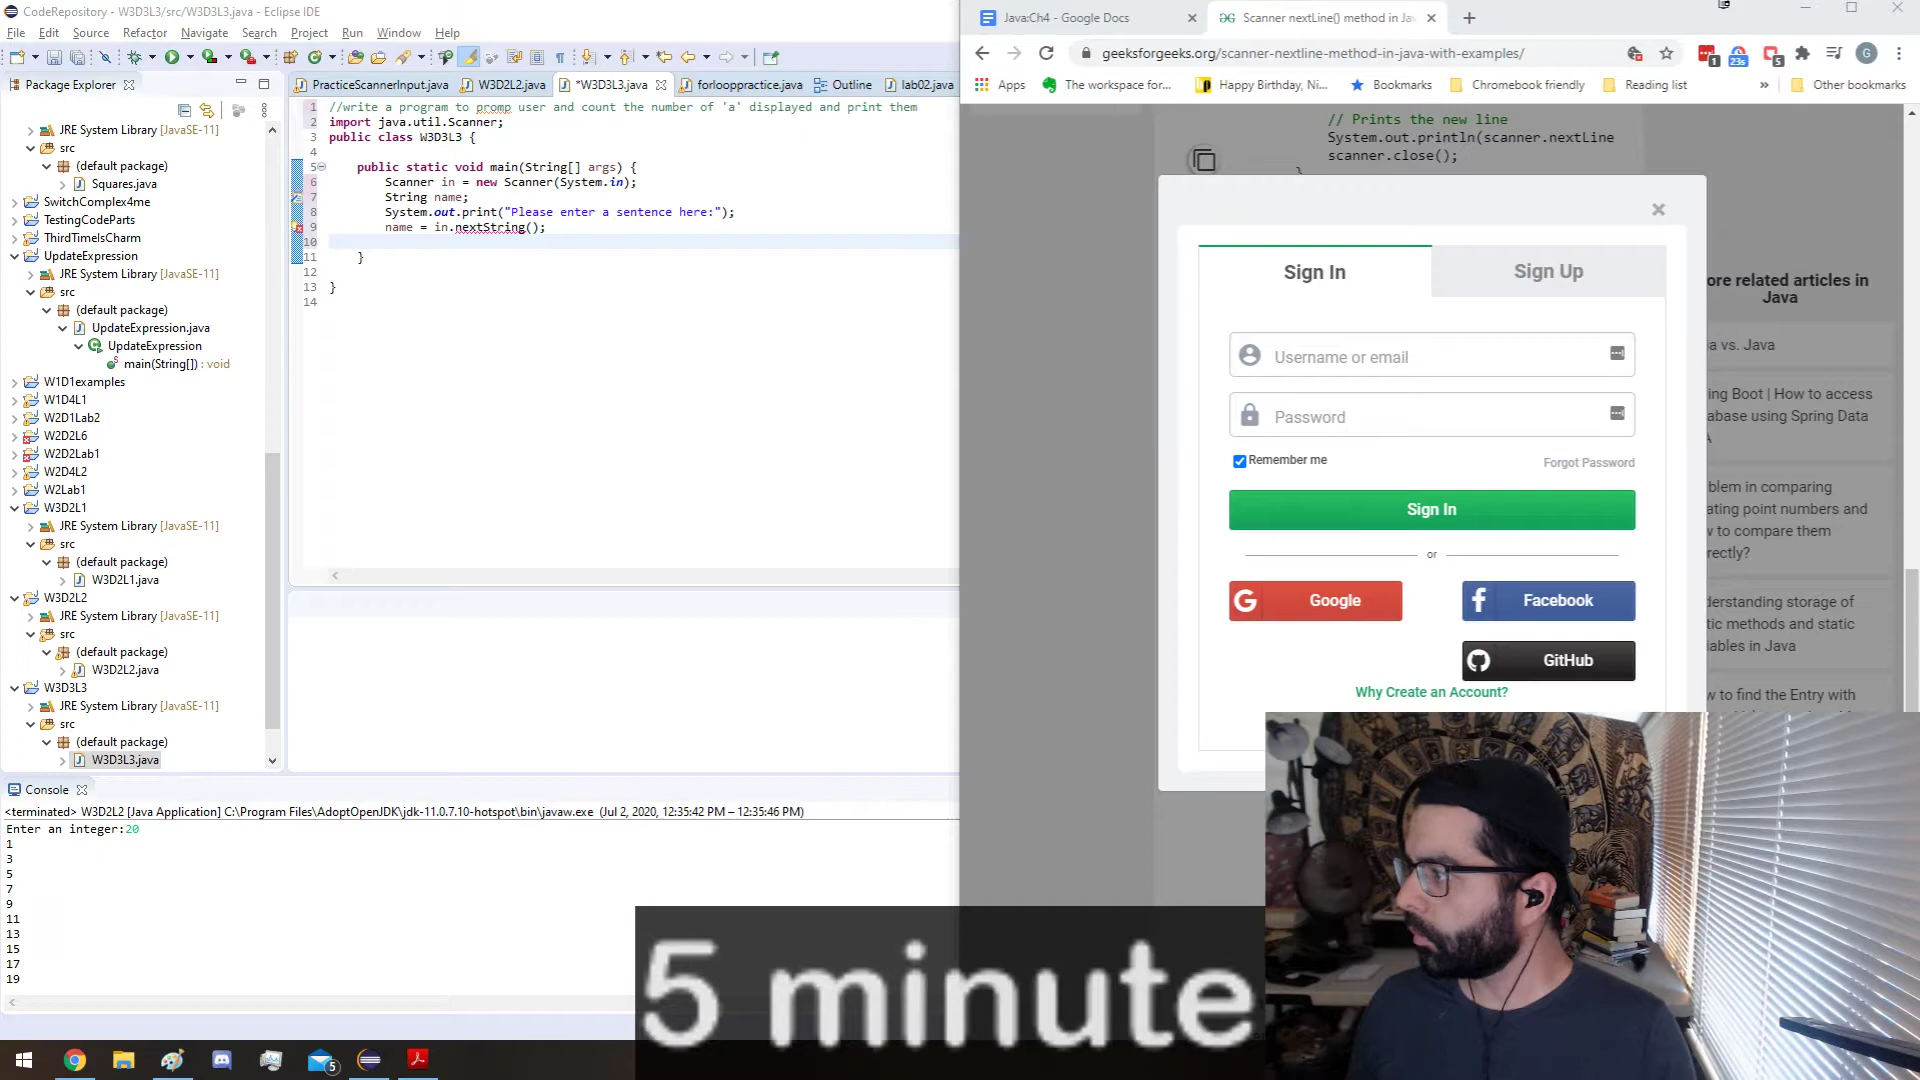 CodeRepository - W3D3L3/src/W3D3L3.java - Eclipse IDE
File Edit Source Refactor Navigate Search Project Run Window Help
Package Explorer
JRE System Library [JavaSE-11]
src
(default package)
Squares.java
SwitchComplex4me
TestingCodeParts
ThirdTimeIsCharm
UpdateExpression
JRE System Library [JavaSE-11]
src
(default package)
UpdateExpression.java
UpdateExpression
main(String[]) : void
W1D1examples
W1D4L1
W2D1Lab2
W2D2L6
W2D2Lab1
W2D4L2
W2Lab1
W3D2L1
JRE System Library [JavaSE-11]
src
(default package)
W3D2L1.java
W3D2L2
JRE System Library [JavaSE-11]
src
(default package)
W3D2L2.java
W3D3L3
JRE System Library [JavaSE-11]
src
(default package)
W3D3L3.java
PracticeScannerInput.java W3D2L2.java *W3D3L3.java forlooppractice.java Outline lab02.java
1 //write a program to promp user and count the number of 'a' displayed and print them
2 import java.util.Scanner;
3 public class W3D3L3 {
4
5 public static void main(String[] args) {
6 Scanner in = new Scanner(System.in);
7 String name;
8 System.out.print("Please enter a sentence here:");
9 name = in.nextString();
10
11 }
12
13 }
14
Console
<terminated> W3D2L2 [Java Application] C:\Program Files\AdoptOpenJDK\jdk-11.0.7.10-hotspot\bin\javaw.exe (Jul 2, 2020, 12:35:42 PM – 12:35:46 PM)
Enter an integer:20
1
3
5
7
9
11
13
15
17
19
Java:Ch4 - Google Docs
Scanner nextLine() method in Jav
geeksforgeeks.org/scanner-nextline-method-in-java-with-examples/
1
23s
5
G
Apps The workspace for... Happy Birthday, Ni... Bookmarks Chromebook friendly Reading list » Other bookmarks
// Prints the new line
System.out.println(scanner.nextLine
scanner.close();
}
Sign In
Sign Up
Username or email
Password
Remember me
Forgot Password
Sign In
or
Google
Facebook
GitHub
Why Create an Account?
ore related articles in
Java
a vs. Java
ing Boot | How to access
abase using Spring Data
A
blem in comparing
ating point numbers and
w to compare them
rectly?
derstanding storage of
tic methods and static
iables in Java
w to find the Entry with
5 minute
5